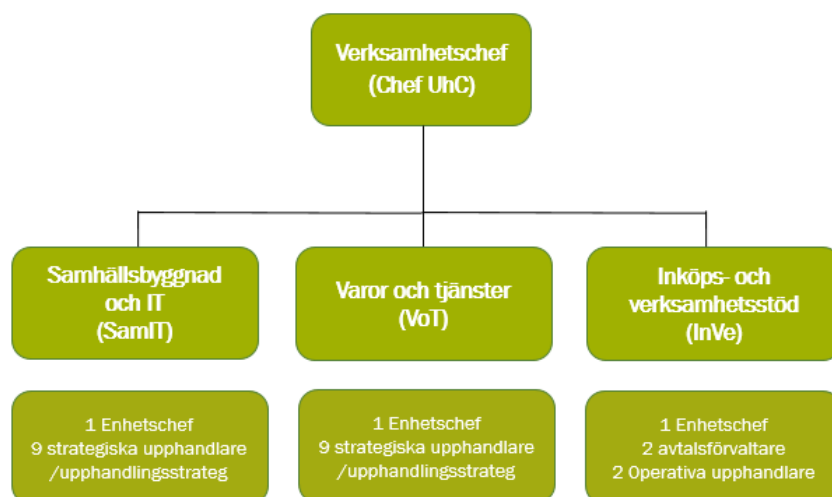 Verksamhetschef
(Chef UhC)
Samhällsbyggnad
och IT
(SamIT)
Varor och tjänster
(VoT)
Inköps- och
verksamhetsstöd
(InVe)
1 Enhetschef
9 strategiska upphandlare
/upphandlingsstrateg
1 Enhetschef
9 strategiska upphandlare
/upphandlingsstrateg
1 Enhetschef
2 avtalsförvaltare
2 Operativa upphandlare